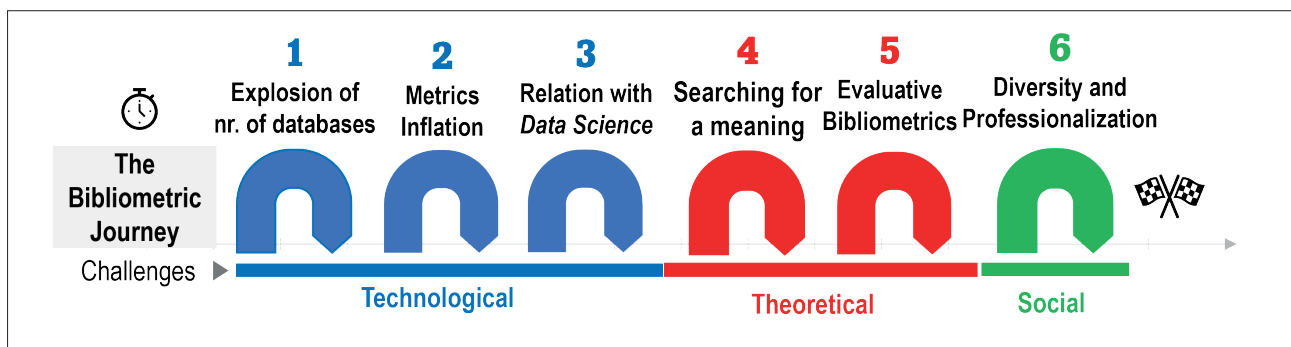 1
Explosion of
nr. of databases
2
Metrics
Inflation
3
Relation with
Data Science
4
Searching for
a meaning
5
Evaluative
Bibliometrics
6
Diversity and
Professionalization
The
Bibliometric
Journey
Challenges
Technological
Theoretical
Social